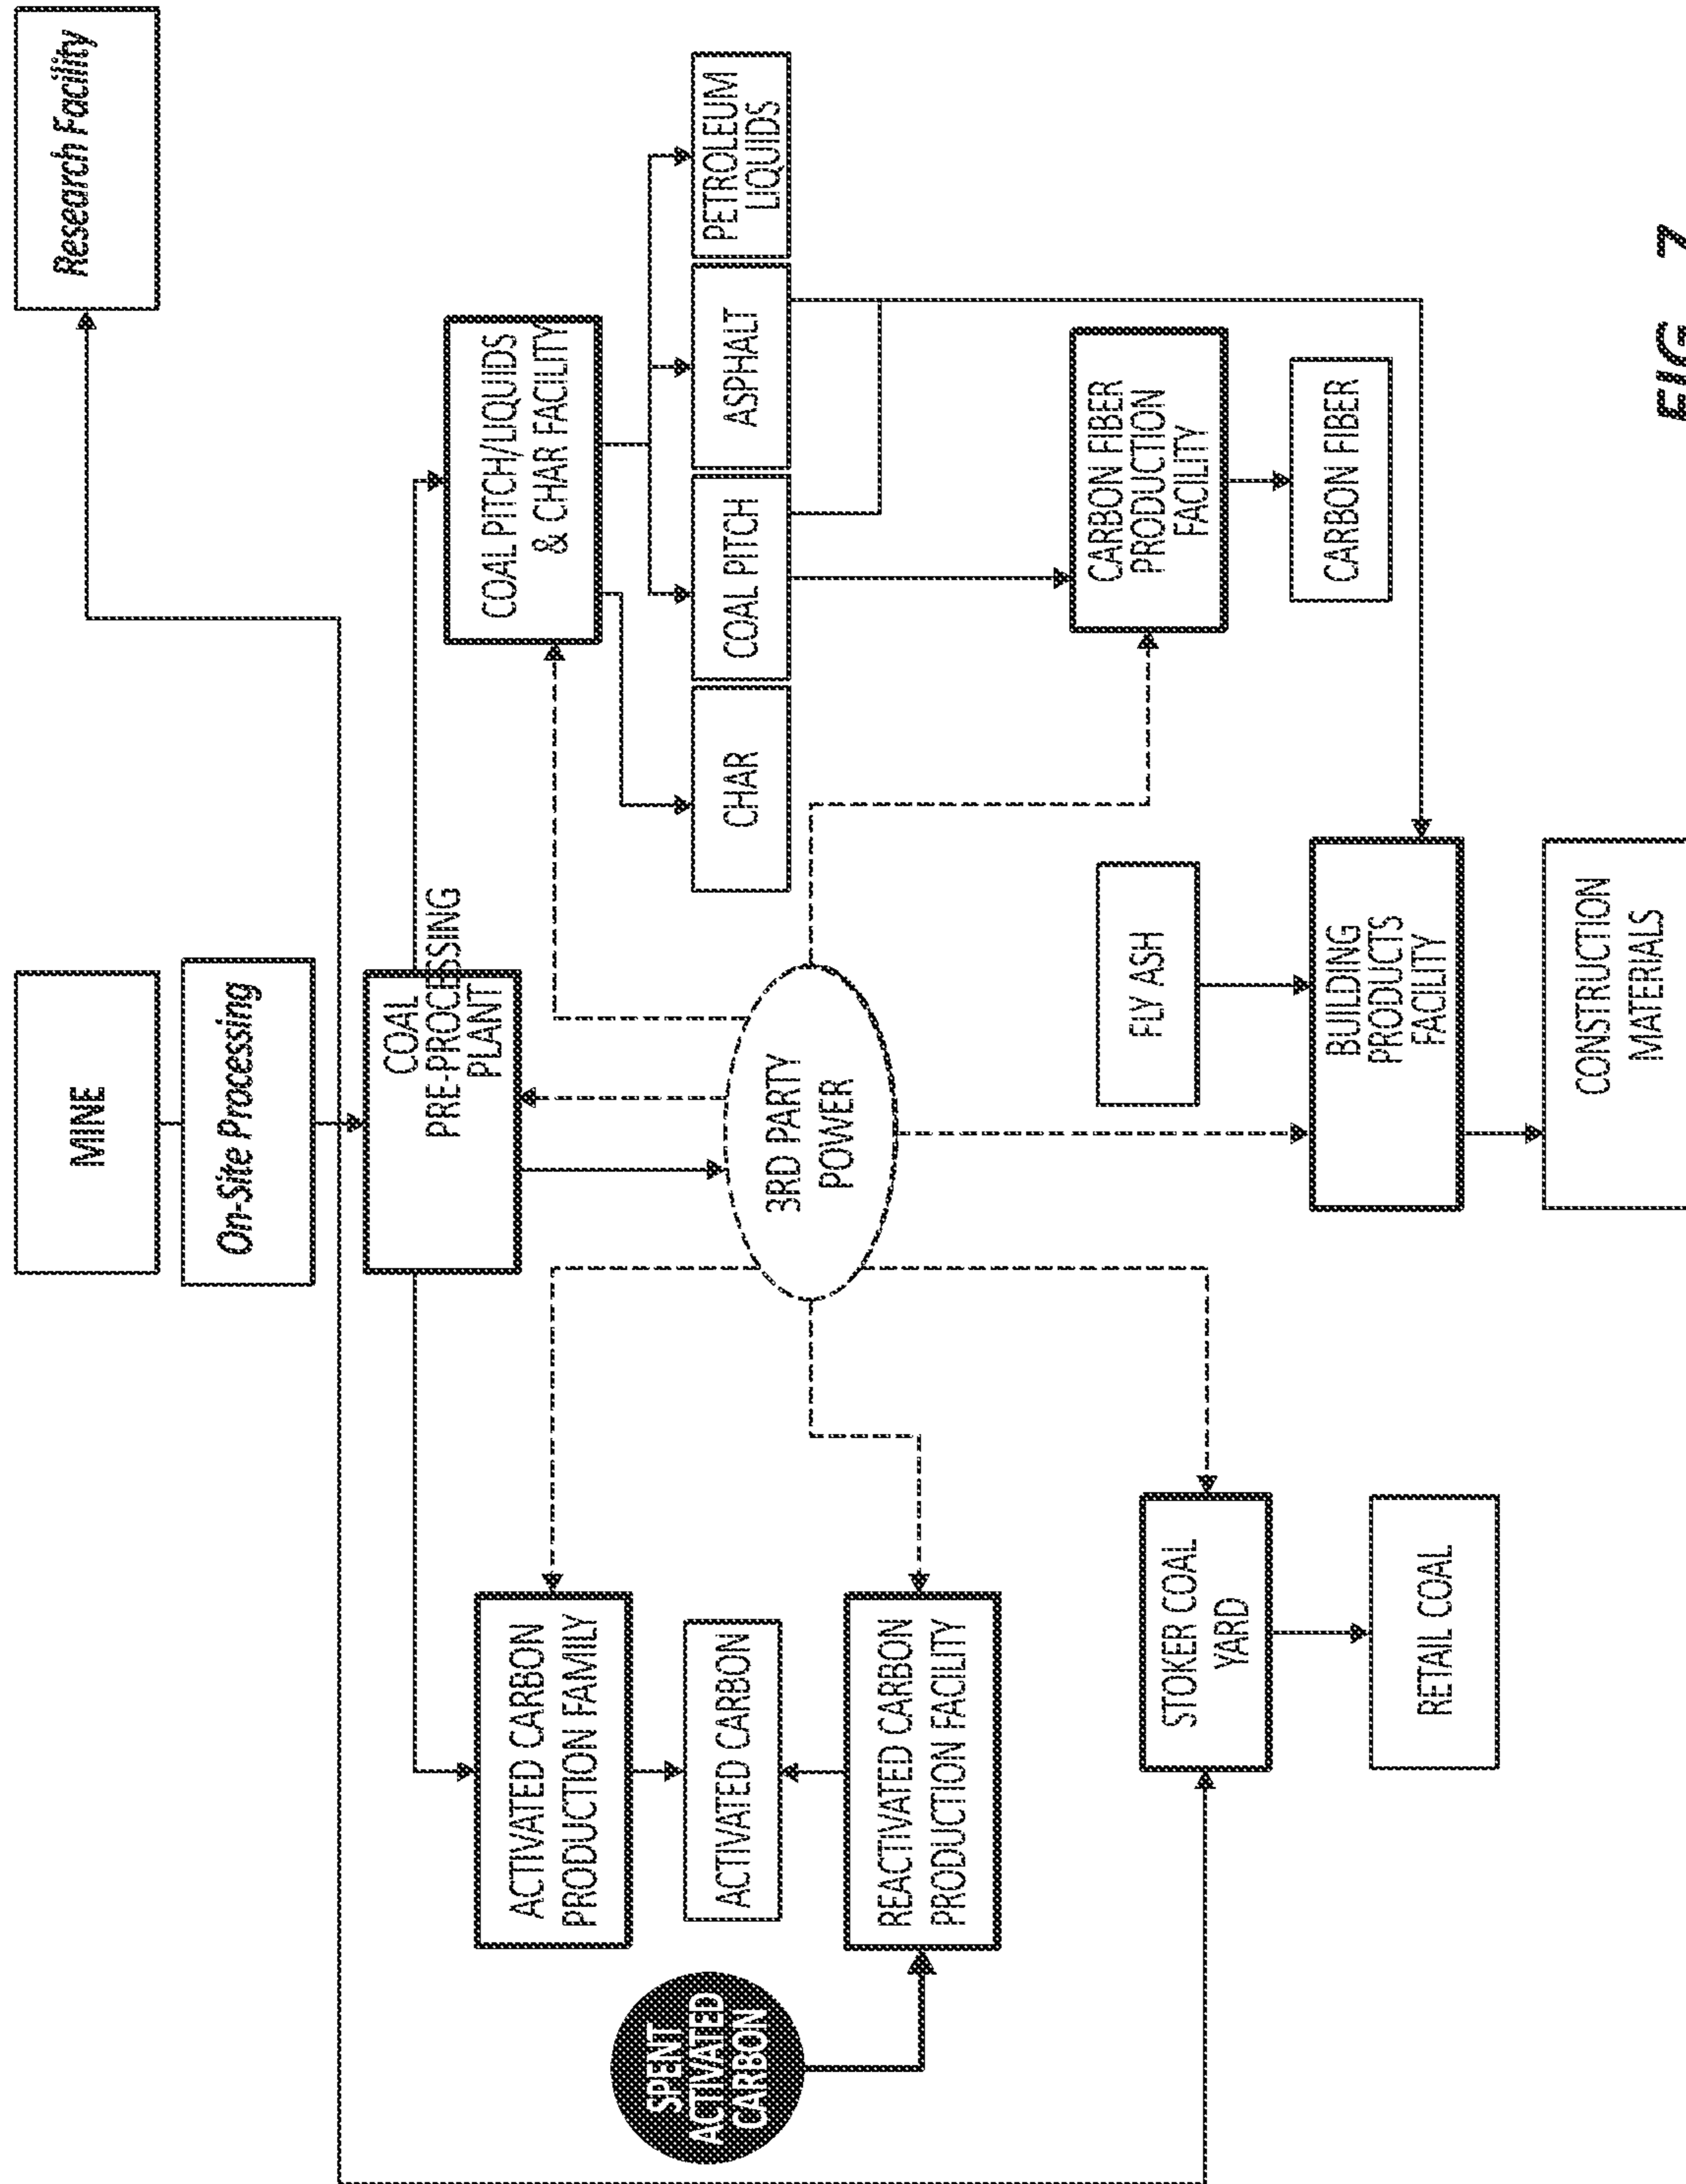 MINE
On-Site Processing
Research Facility
COAL
PRE-PROCESSING
PLANT
COAL PITCH/LIQUIDS
& CHAR FACILITY
ACTIVATED CARBON
PRODUCTION FAMILY
ACTIVATED CARBON
SPENT
ACTIVATED
CARBON
REACTIVATED CARBON
PRODUCTION FACILITY
3RD PARTY
POWER
CHAR
COAL PITCH
ASPHALT
PETROLEUM
LIQUIDS
STOKER COAL
YARD
RETAIL COAL
FLY ASH
BUILDING
PRODUCTS
FACILITY
CONSTRUCTION
MATERIALS
CARBON FIBER
PRODUCTION
FACILITY
CARBON FIBER
FIG. 7